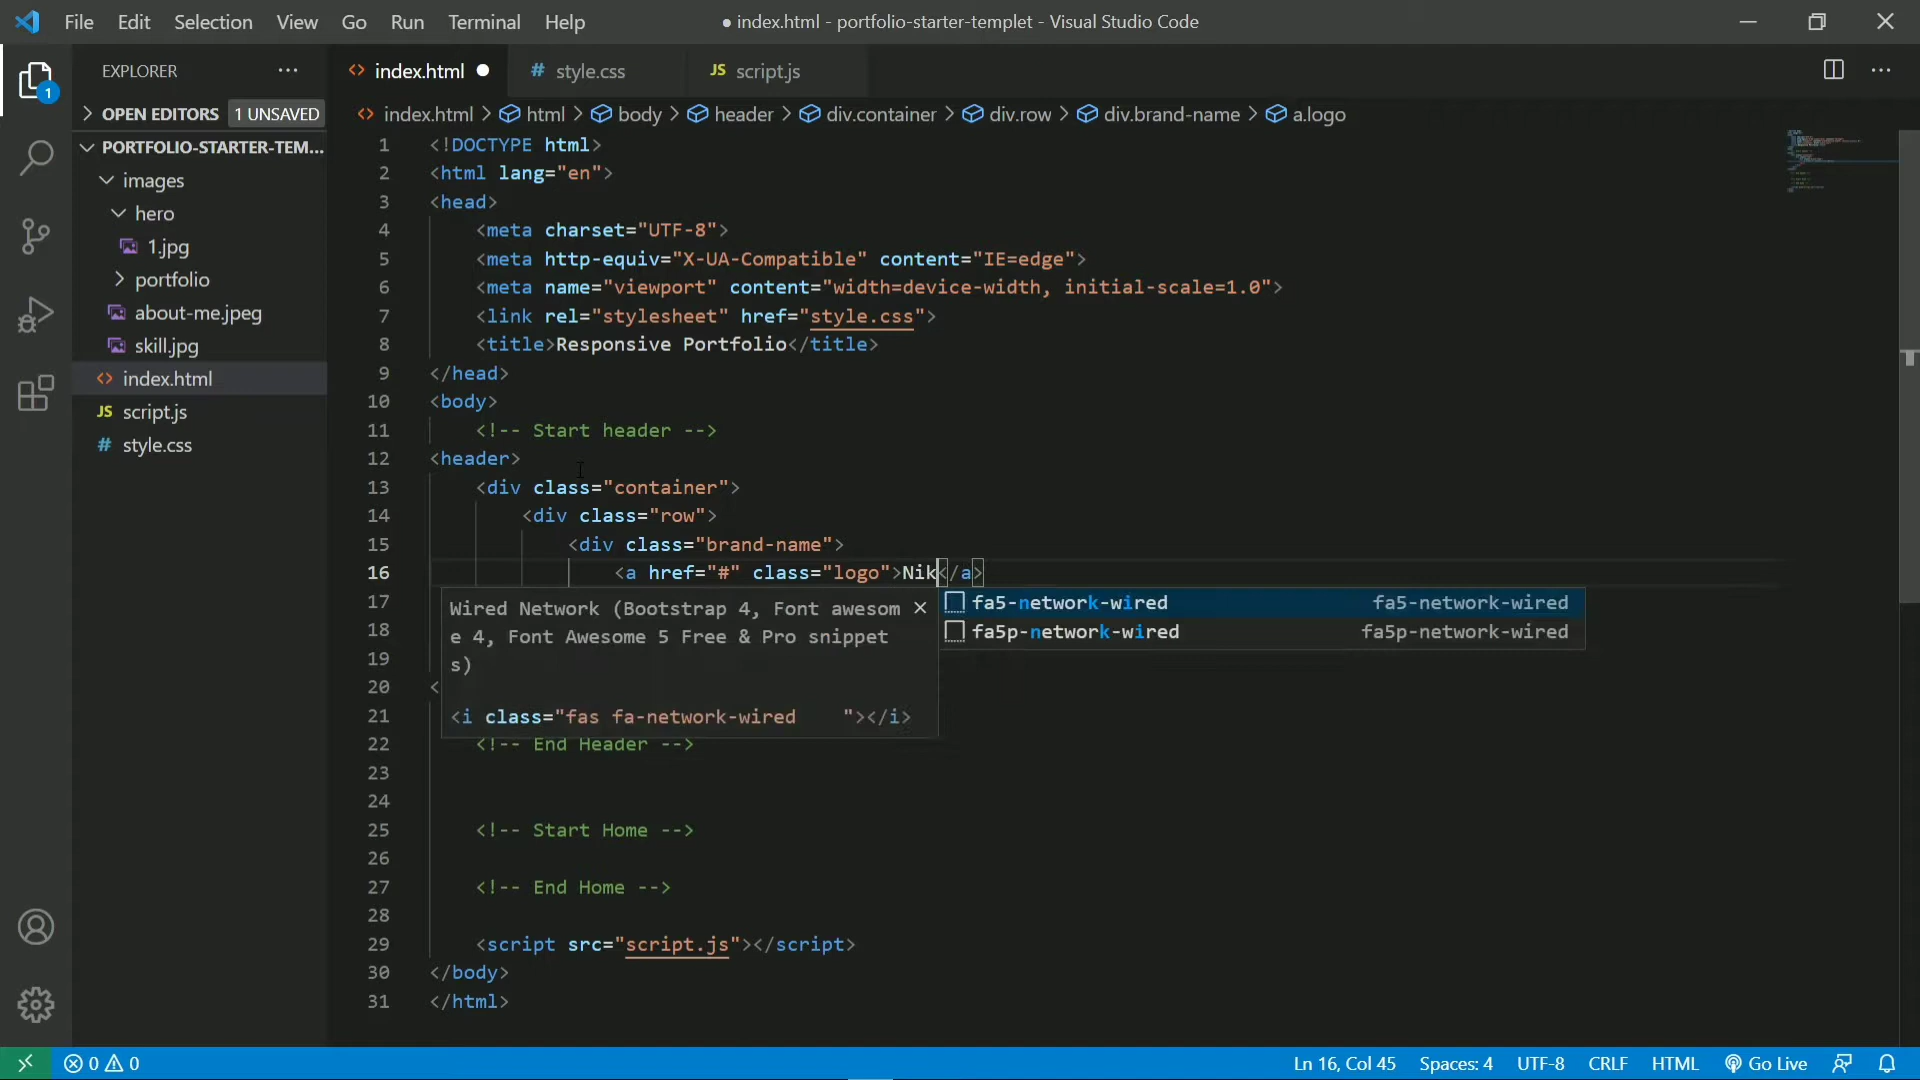 File Edit Selection View Go Run Terminal Help
● index.html - portfolio-starter-templet - Visual Studio Code
EXPLORER
index.html
# style.css
JS script.js
OPEN EDITORS 1 UNSAVED
index.html > html > body > header > div.container > div.row > div.brand-name > a.logo
PORTFOLIO-STARTER-TEM...
images
hero
1.jpg
portfolio
about-me.jpeg
skill.jpg
index.html
JS script.js
# style.css
1
1 <!DOCTYPE html>
2 <html lang="en">
3 <head>
4 <meta charset="UTF-8">
5 <meta http-equiv="X-UA-Compatible" content="IE=edge">
6 <meta name="viewport" content="width=device-width, initial-scale=1.0">
7 <link rel="stylesheet" href="style.css">
8 <title>Responsive Portfolio</title>
9 </head>
10 <body>
11 <!-- Start header -->
12 <header>
13 <div class="container">
14 <div class="row">
15 <div class="brand-name">
16 <a href="#" class="logo">Nik</a>
17
18
19
20 <
21
22 <!-- End Header -->
23
24
25 <!-- Start Home -->
26
27 <!-- End Home -->
28
29 <script src="script.js"></script>
30 </body>
31 </html>
Wired Network (Bootstrap 4, Font awesom
e 4, Font Awesome 5 Free & Pro snippet
s)
<i class="fas fa-network-wired    "></i>
fa5-network-wired fa5-network-wired
fa5p-network-wired fa5p-network-wired
0 0
Ln 16, Col 45 Spaces: 4 UTF-8 CRLF HTML Go Live